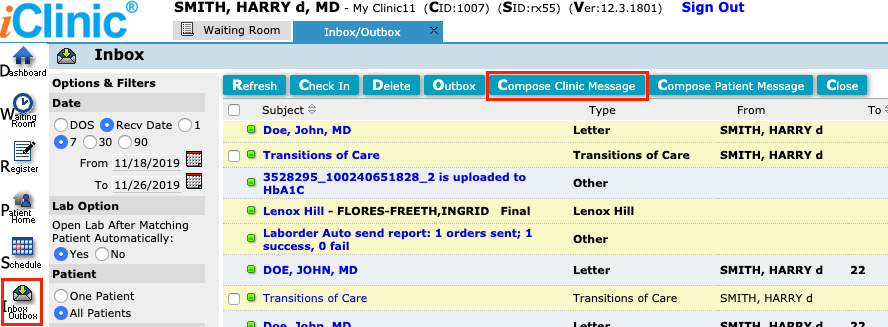 iClinic®
SMITH, HARRY d, MD - My Clinic11 (CID:1007) (SID:rx55) (Ver:12.3.1801) Sign Out
Waiting Room Inbox/Outbox ×
Dashboard
Waiting Room
Register
Patient Home
Schedule
Inbox Outbox
Inbox
Options & Filters
Date
DOS Recv Date 1
7 30 90
From 11/18/2019
To 11/26/2019
Lab Option
Open Lab After Matching
Patient Automatically:
Yes No
Patient
One Patient
All Patients
Refresh Check In Delete Outbox Compose Clinic Message Compose Patient Message Close
Subject Type From To
Doe, John, MD Letter SMITH, HARRY d
Transitions of Care Transitions of Care SMITH, HARRY d
3528295_100240651828_2 is uploaded to
HbA1C Other
Lenox Hill - FLORES-FREETH,INGRID Final Lenox Hill
Laborder Auto send report: 1 orders sent; 1
success, 0 fail Other
DOE, JOHN, MD Letter SMITH, HARRY d 22
Transitions of Care Transitions of Care SMITH, HARRY d
Doe, John, MD Letter SMITH, HARRY d 22